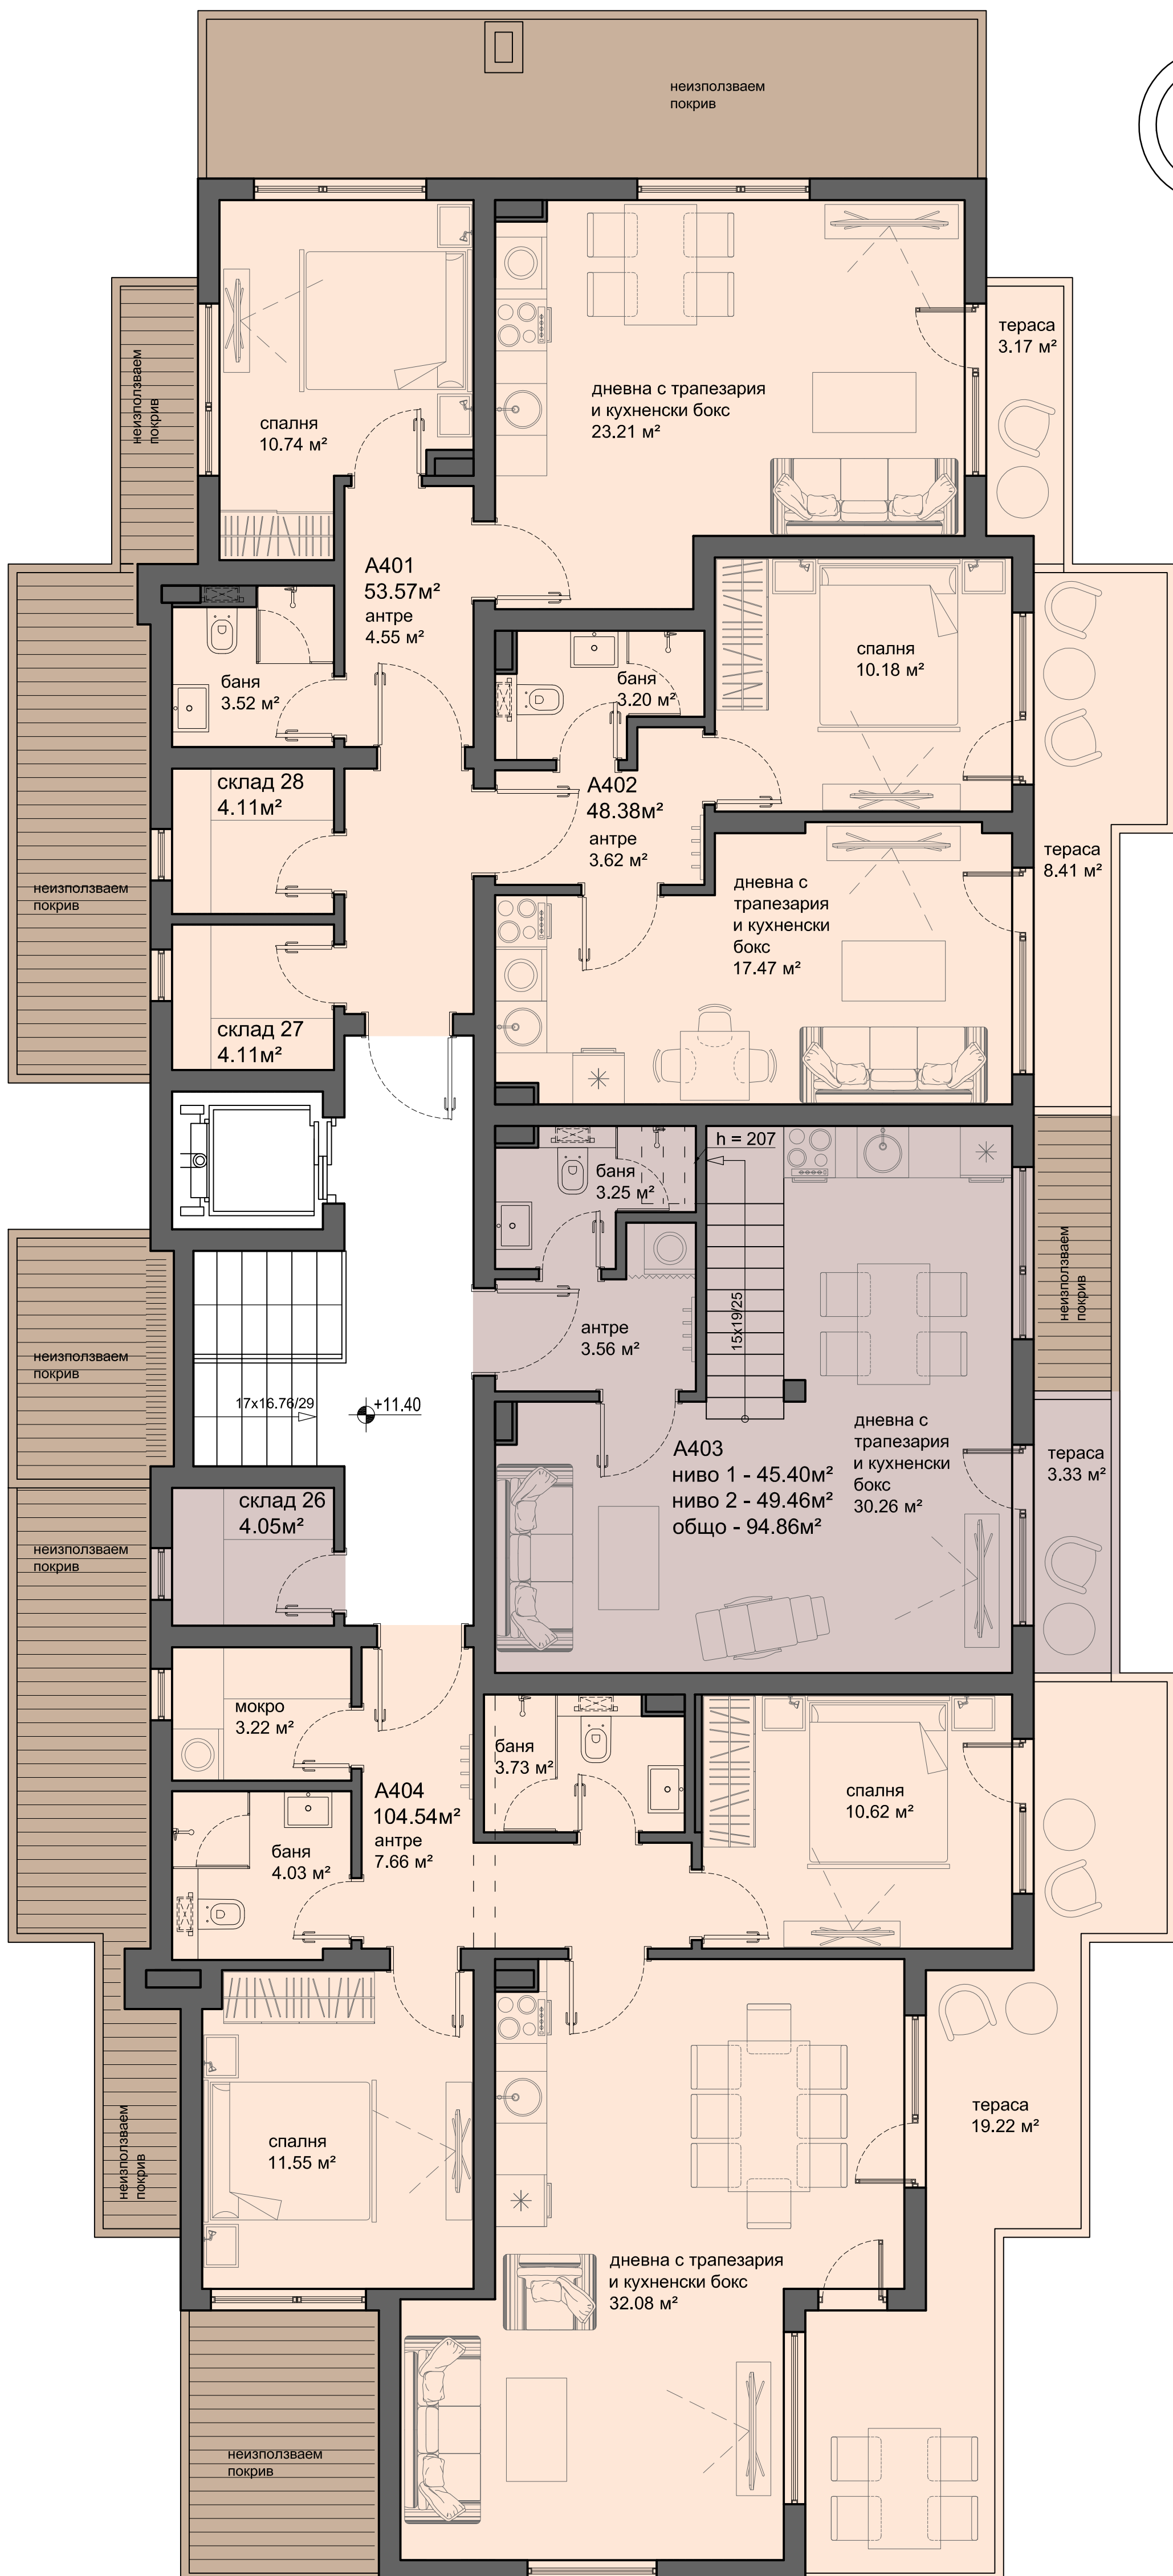 неизползваем
покрив
тераса
3.17 м²
неизползваем
покрив
спалня
10.74 м²
дневна с трапезария
и кухненски бокс
23.21 м²
A401
53.57м²
антре
4.55 м²
баня
3.52 м²
баня
3.20 м²
спалня
10.18 м²
склад 28
4.11м²
A402
48.38м²
антре
3.62 м²
тераса
8.41 м²
неизползваем
покрив
дневна с
трапезария
и кухненски
бокс
17.47 м²
склад 27
4.11м²
h = 207
баня
3.25 м²
неизползваем
покрив
15x19/25
антре
3.56 м²
неизползваем
покрив
17x16.76/29
+11.40
дневна с
трапезария
и кухненски
бокс
30.26 м²
A403
ниво 1 - 45.40м²
ниво 2 - 49.46м²
общо - 94.86м²
тераса
3.33 м²
склад 26
4.05м²
неизползваем
покрив
мокро
3.22 м²
баня
3.73 м²
A404
104.54м²
антре
7.66 м²
спалня
10.62 м²
баня
4.03 м²
неизползваем
покрив
спалня
11.55 м²
тераса
19.22 м²
дневна с трапезария
и кухненски бокс
32.08 м²
неизползваем
покрив